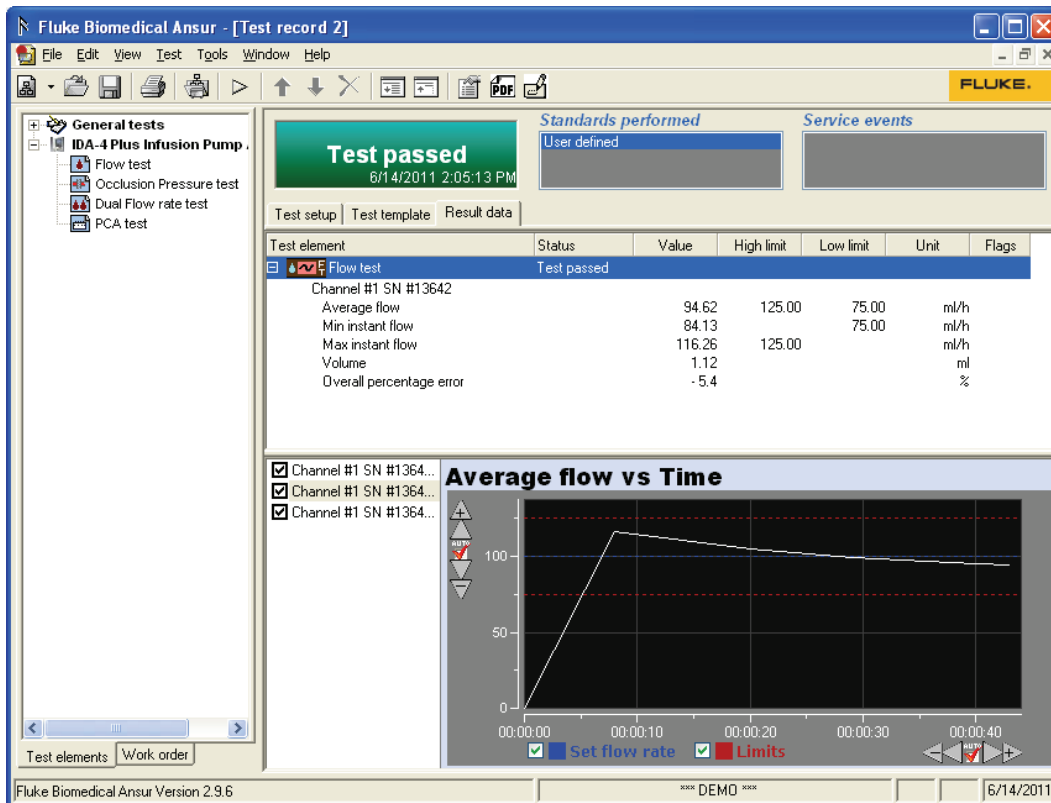 Fluke Biomedical Ansur - [Test record 2]
File Edit View Test Tools Window Help
PDF
FLUKE.
General tests
IDA-4 Plus Infusion Pump
Flow test
Occlusion Pressure test
Dual Flow rate test
PCA test
Test elements Work order
Test passed
6/14/2011 2:05:13 PM
Standards performed
User defined
Service events
Test setup Test template Result data
Test element Status Value High limit Low limit Unit Flags
Flow test Test passed
Channel #1 SN #13642
Average flow 94.62 125.00 75.00 ml/h
Min instant flow 84.13 75.00 ml/h
Max instant flow 116.26 125.00 ml/h
Volume 1.12 ml
Overall percentage error - 5.4 %
Channel #1 SN #1364...
Channel #1 SN #1364...
Channel #1 SN #1364...
Average flow vs Time
AUTO
100
50
0
00:00:00 00:00:10 00:00:20 00:00:30 00:00:40
Set flow rate Limits
AUTO
Fluke Biomedical Ansur Version 2.9.6 *** DEMO *** 6/14/2011